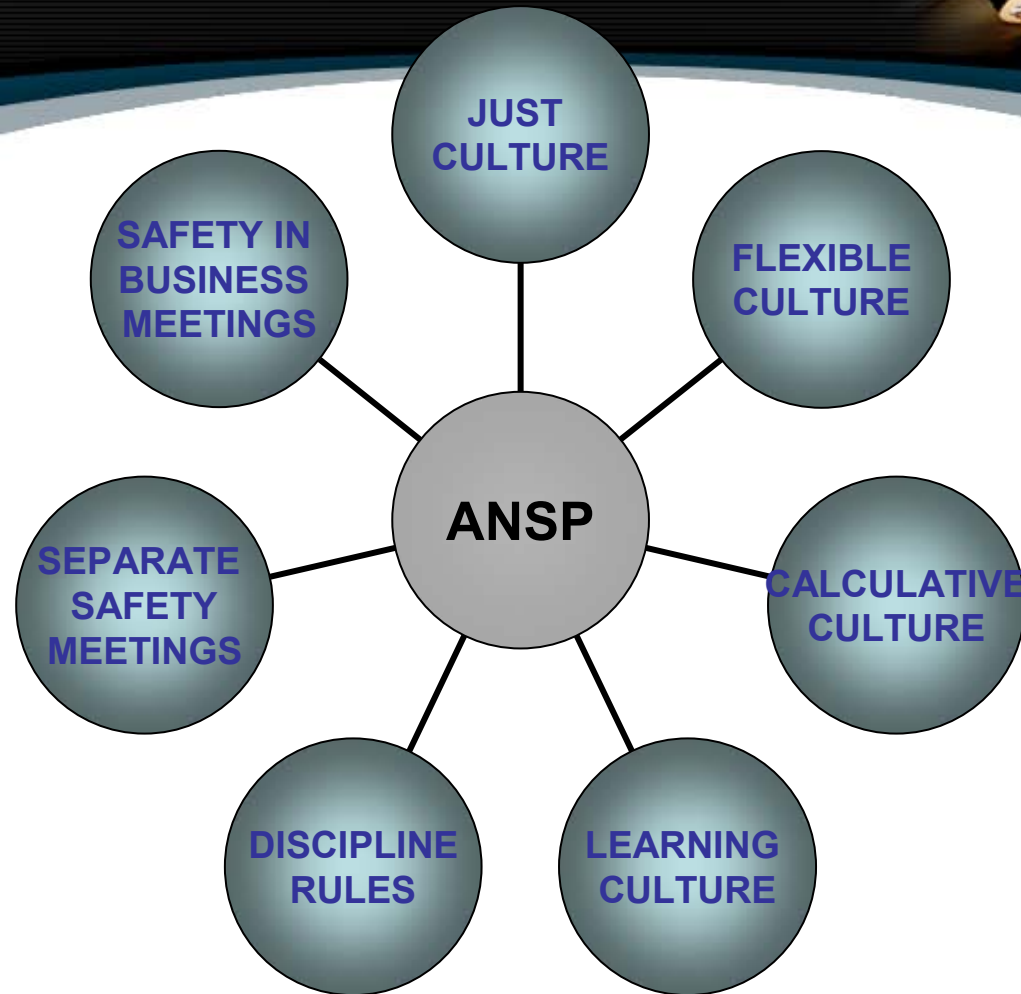 JUST
CULTURE
SAFETY IN
BUSINESS
MEETINGS
FLEXIBLE
CULTURE
ANSP
SEPARATE
SAFETY
MEETINGS
CALCULATIVE
CULTURE
DISCIPLINE
RULES
LEARNING
CULTURE